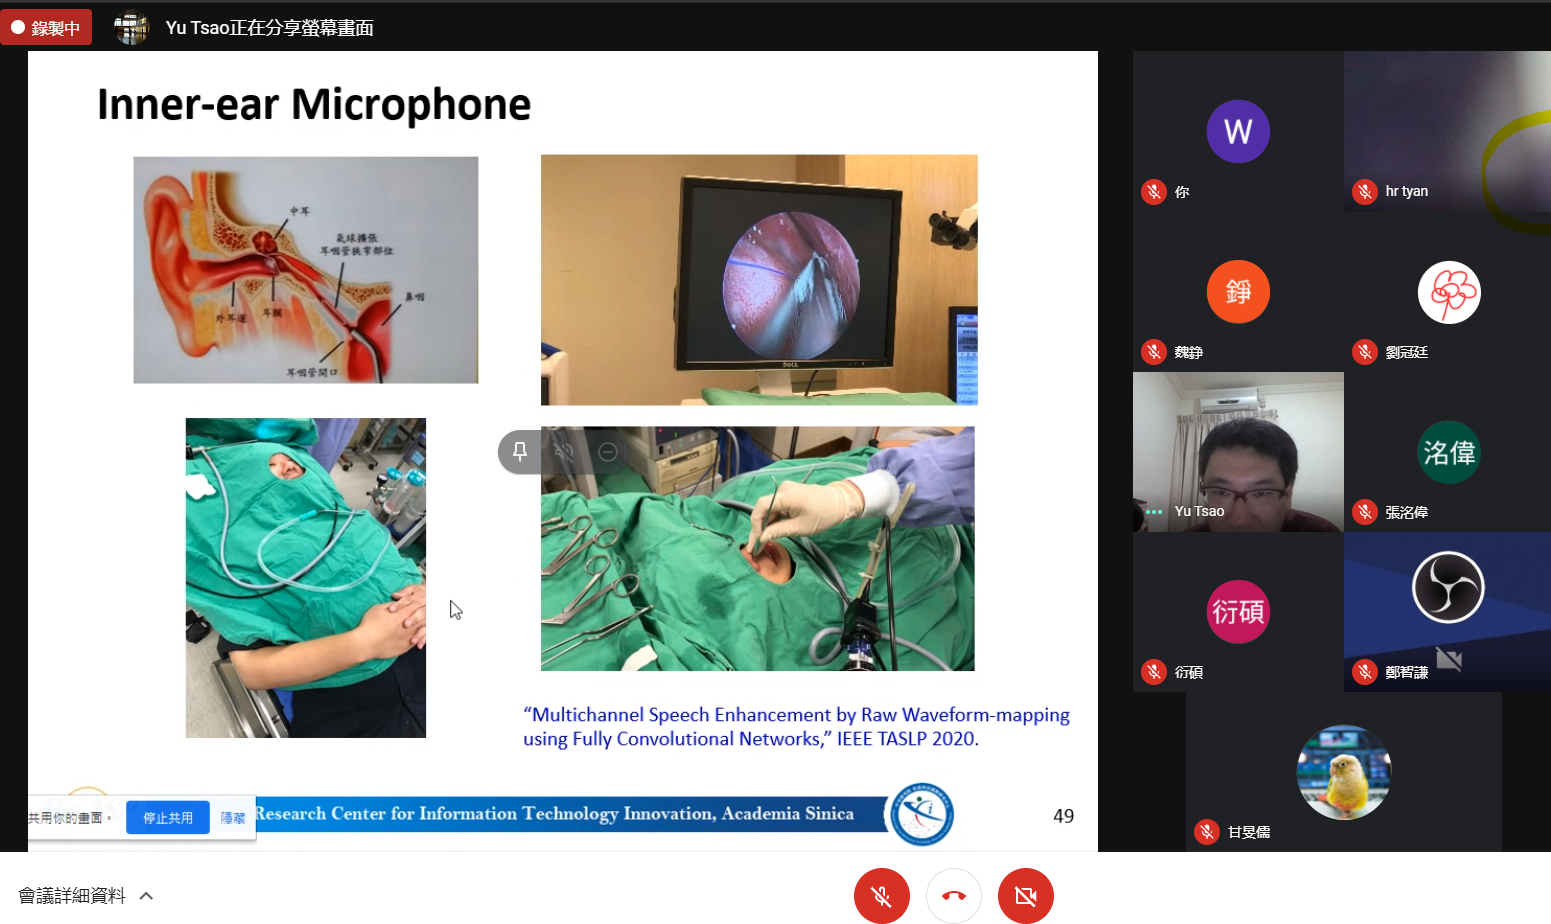 錄製中
Yu Tsao正在分享螢幕畫面
Inner-ear Microphone
中耳
氣球擴張
耳咽管狹窄部位
鼻咽
外耳道
耳膜
耳咽管開口
DELL
“Multichannel Speech Enhancement by Raw Waveform-mapping
using Fully Convolutional Networks,” IEEE TASLP 2020.
共用你的畫面。
停止共用
隱藏
Research Center for Information Technology Innovation, Academia Sinica
49
W
你
hr tyan
錚
魏錚
劉冠廷
Yu Tsao
洺偉
張洺偉
衍碩
衍碩
鄭智謙
甘旻儒
會議詳細資料